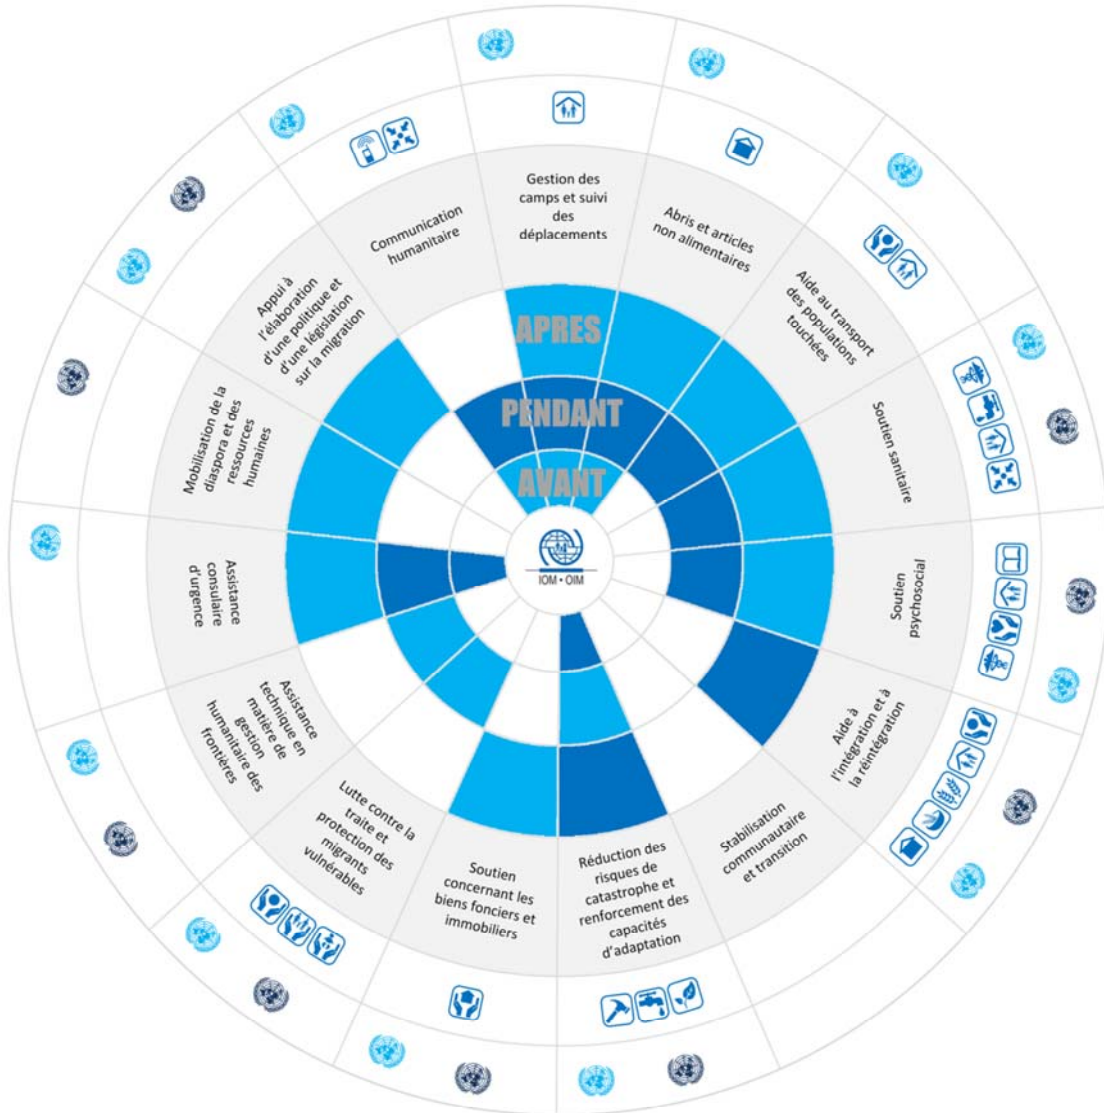 Gestion des
camps et suivi
des
déplacements
Abris et articles
non alimentaires
Aide au transport
des populations
touchées
Soutien sanitaire
Soutien
psychosocial
Aide à
l'intégration et à
la réintégration
Stabilisation
communautaire
et transition
Réduction des
risques de
catastrophe et
renforcement des
capacités
d'adaptation
Soutien
concernant les
biens fonciers et
immobiliers
Lutte contre la
traite et
protection des
migrants
vulnérables
Assistance
technique en
matière de
gestion
humanitaire des
frontières
Assistance
consulaire
d'urgence
Mobilisation de la
diaspora et des
ressources
humaines
Appui à
l'élaboration
d'une politique et
d'une législation
sur la migration
Communication
humanitaire
APRES
PENDANT
AVANT
IOM • OIM